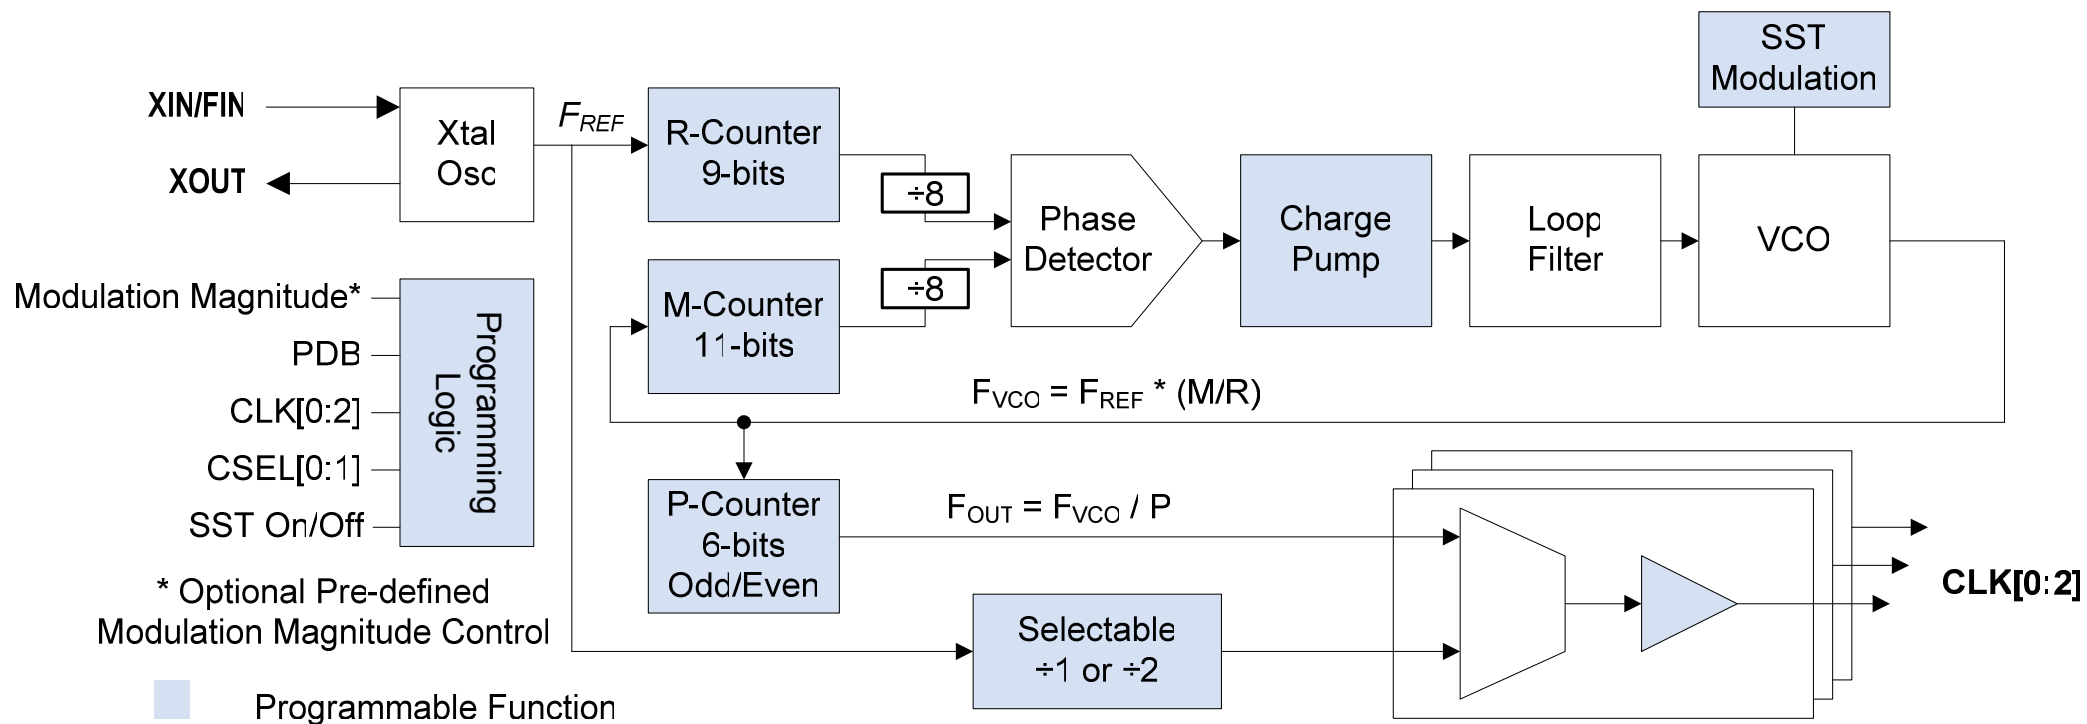 SST
Modulation
XIN/FIN
XOUT
Xtal
Osc
FREF
R-Counter
9-bits
÷8
Phase
Detector
Charge
Pump
Loop
Filter
VCO
M-Counter
11-bits
÷8
Modulation Magnitude*
PDB
CLK[0:2]
CSEL[0:1]
SST On/Off
Programming
Logic
FVCO = FREF * (M/R)
P-Counter
6-bits
Odd/Even
FOUT = FVCO / P
CLK[0:2]
* Optional Pre-defined
Modulation Magnitude Control
Selectable
÷1 or ÷2
Programmable Function